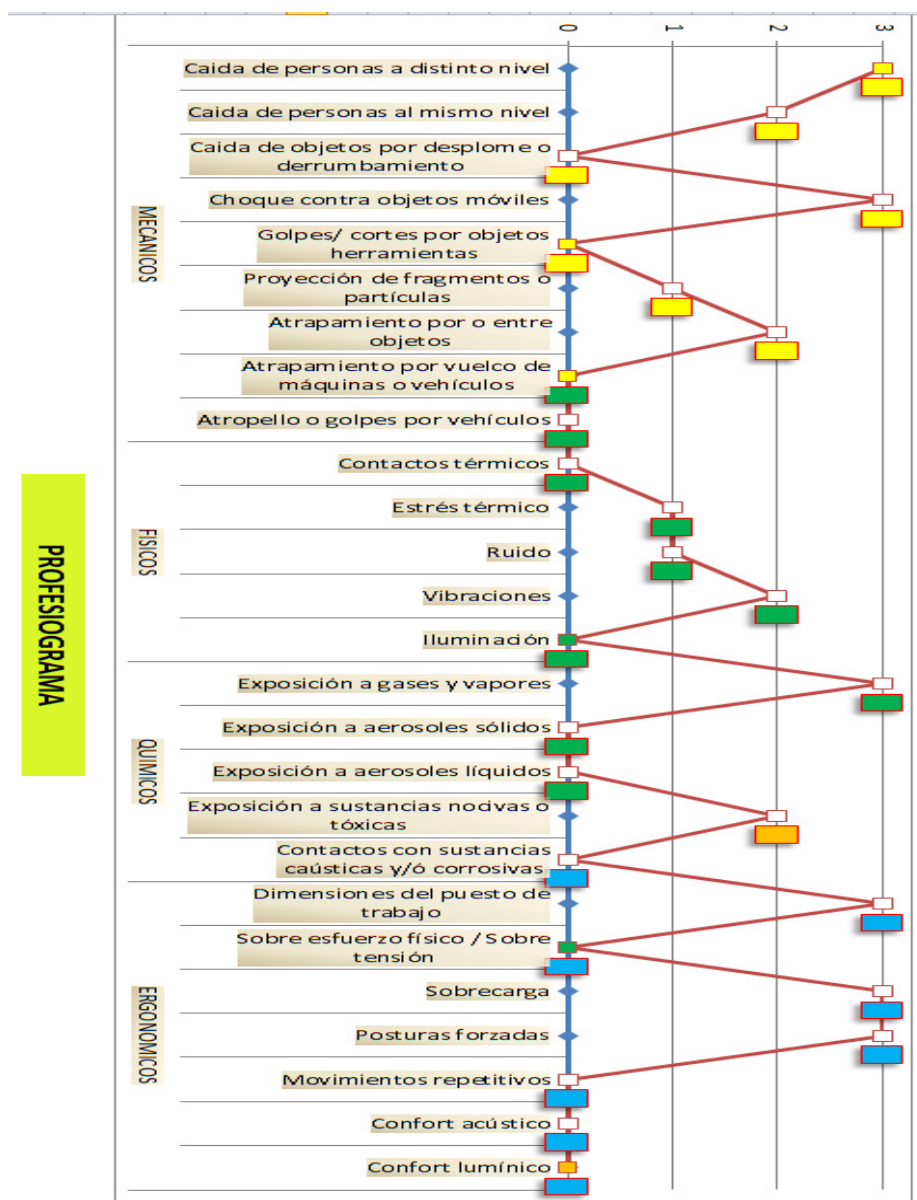 0
1
2
3
Caida de personas a distinto nivel
Caida de personas al mismo nivel
Caida de objetos por desplome o
derrumbamiento
Choque contra objetos móviles
Golpes/ cortes por objetos
herramientas
Proyección de fragmentos o
partículas
Atrapamiento por o entre
objetos
Atrapamiento por vuelco de
máquinas o vehículos
Atropello o golpes por vehículos
MECANICOS
Contactos térmicos
Estrés térmico
Ruido
Vibraciones
Iluminación
FISICOS
Exposición a gases y vapores
Exposición a aerosoles sólidos
Exposición a aerosoles líquidos
Exposición a sustancias nocivas o
tóxicas
Contactos con sustancias
caústicas y/ó corrosivas
QUIMICOS
Dimensiones del puesto de
trabajo
Sobre esfuerzo físico / Sobre
tensión
Sobrecarga
Posturas forzadas
Movimientos repetitivos
Confort acústico
Confort lumínico
ERGONOMICOS
PROFESIOGRAMA